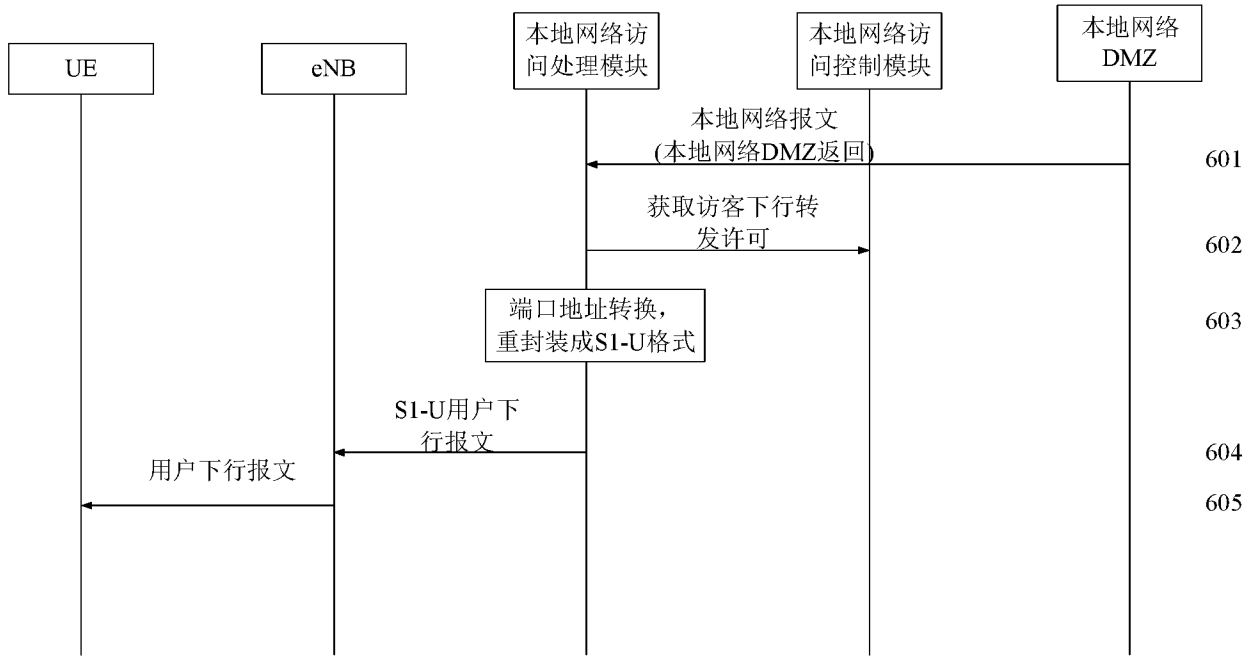 UE
eNB
本地网络访
问处理模块
本地网络访
问控制模块
本地网络
DMZ
本地网络报文
(本地网络DMZ返回)
601
获取访客下行转
发许可
602
端口地址转换，
重封装成S1-U格式
603
S1-U用户下
行报文
604
用户下行报文
605